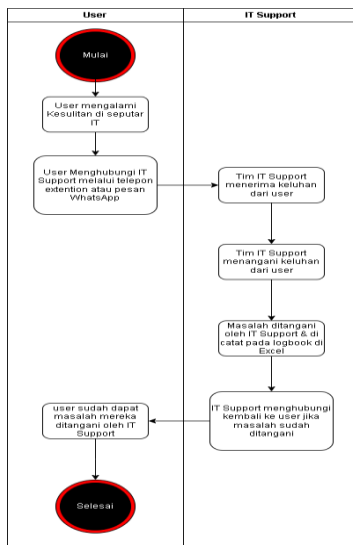 User
IT Support
Mulai
User mengalami
Kesulitan di seputar
IT
User Menghubungi IT
Support melalui telepon
extention atau pesan
WhatsApp
Tim IT Support
menerima keluhan
dari user
Tim IT Support
menangani keluhan
dari user
Masalah ditangani
oleh IT Support & di
catat pada logbook di
Excel
IT Support menghubungi
kembali ke user jika
masalah sudah
ditangani
user sudah dapat
masalah mereka
ditangani oleh IT
Support
Selesai